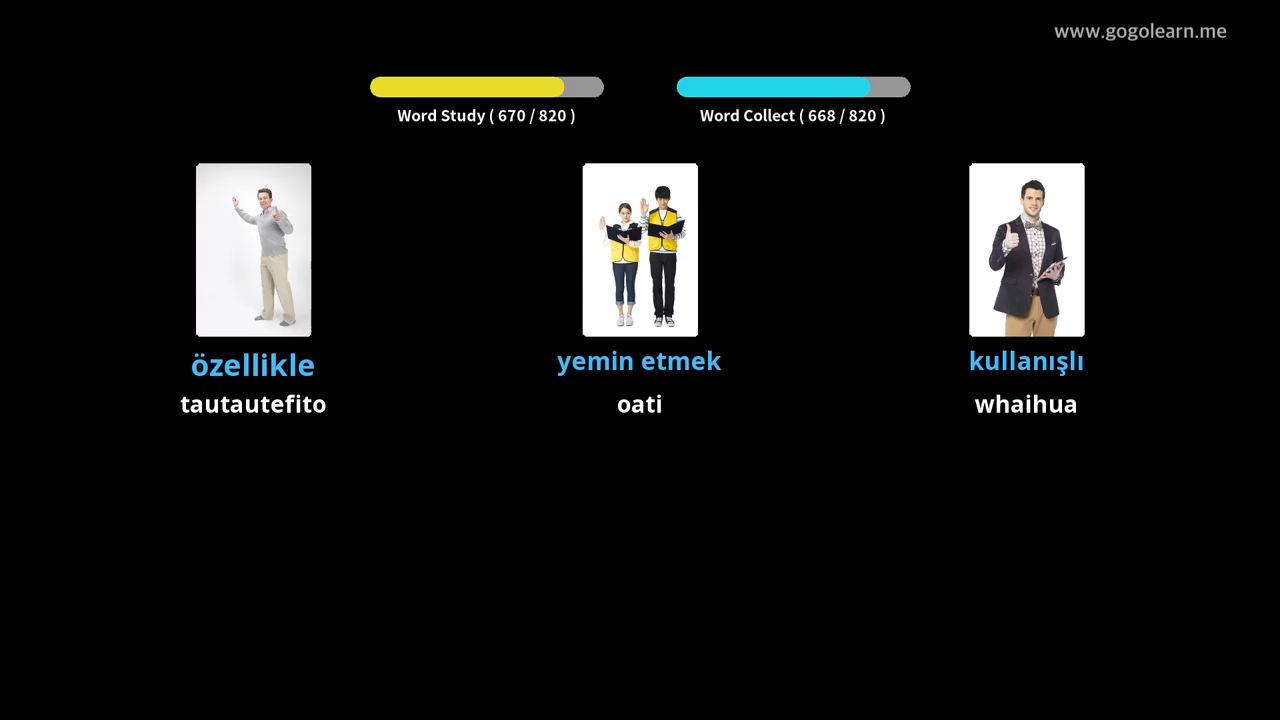 www.gogolearn.me
Word Study ( 670 / 820 )
Word Collect ( 668 / 820 )
özellikle
yemin etmek
kullanışlı
tautautefito
oati
whaihua